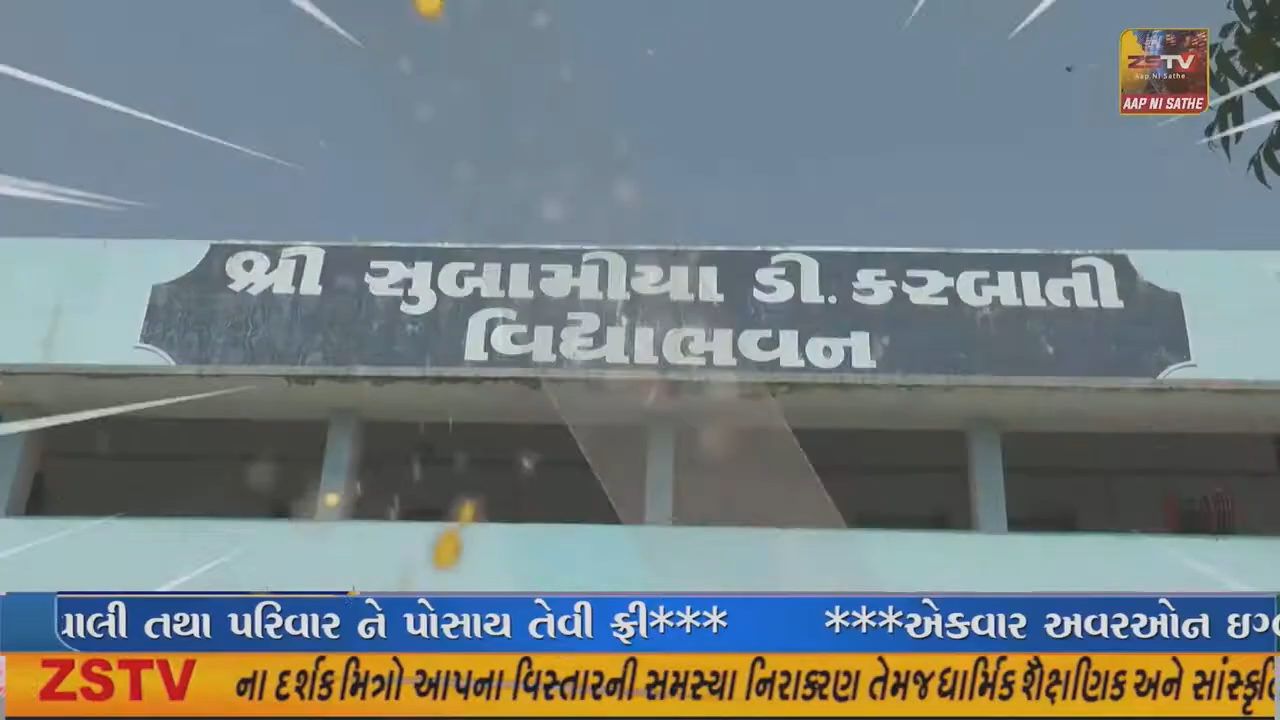 ZSTV
Aap Ni Sathe
AAP NI SATHE
શ્રી સુબામીયા ડી. કરબાતી
વિદ્યાભવન
તથા પરિવાર ને પોસાય તેવી ફ્રી*** ***એકવાર અવરઓન
ZSTV ના દર્શક મિત્રો આપના વિસ્તારની સમસ્યા નિરાકરણ તેમજ ધાર્મિક શૈક્ષણિક અને